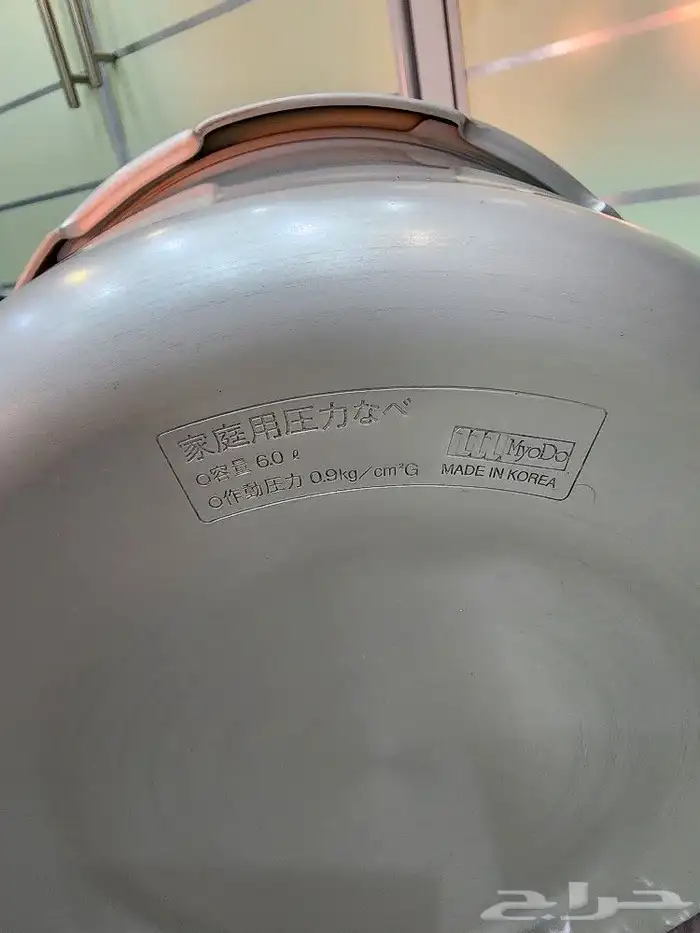 家庭用圧力なべ
○容量 6.0 ℓ
○作動圧力 0.9kg/cm²G
MyoDo
MADE IN KOREA
حراج